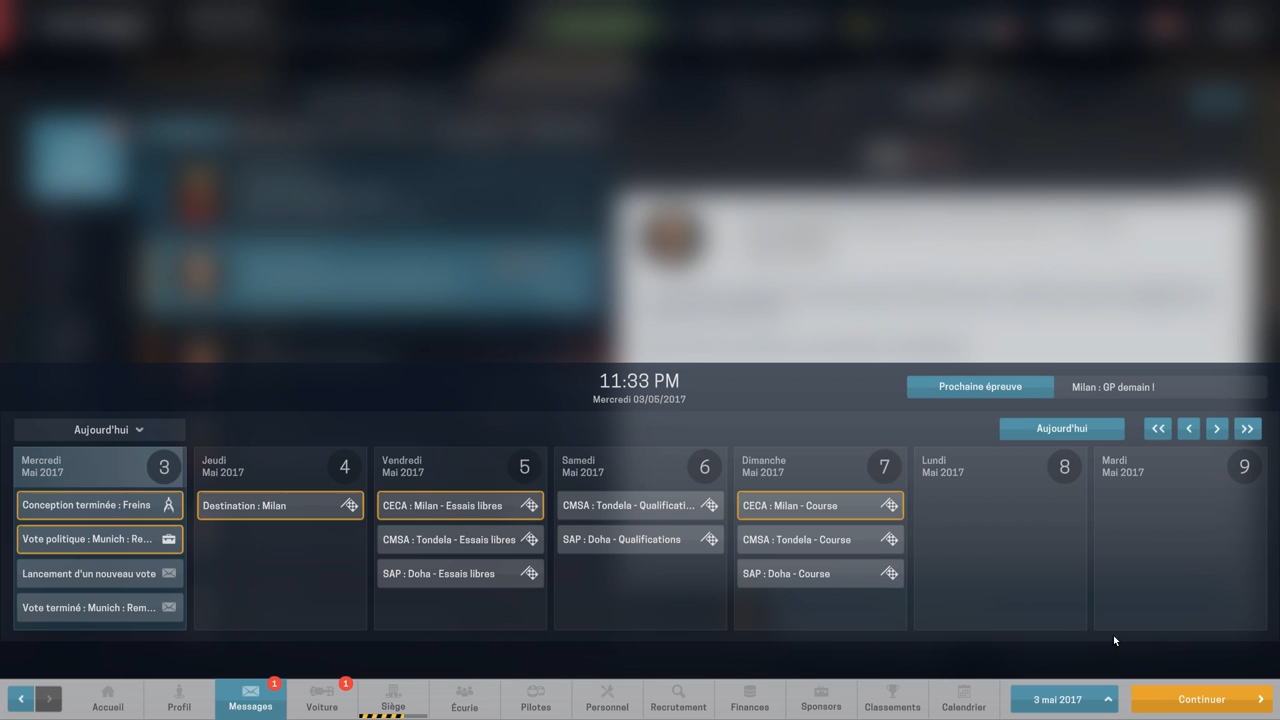 11:33 PM
Mercredi 03/05/2017
Prochaine épreuve
Milan : GP demain !
Aujourd'hui
Aujourd'hui
Mercredi
Mai 2017
3
Conception terminée : Freins
Vote politique : Munich : Re...
Lancement d'un nouveau vote
Vote terminé : Munich : Rem...
Jeudi
Mai 2017
4
Destination : Milan
Vendredi
Mai 2017
5
CECA : Milan - Essais libres
CMSA : Tondela - Essais libres
SAP : Doha - Essais libres
Samedi
Mai 2017
6
CMSA : Tondela - Qualificati...
SAP : Doha - Qualifications
Dimanche
Mai 2017
7
CECA : Milan - Course
CMSA : Tondela - Course
SAP : Doha - Course
Lundi
Mai 2017
8
Mardi
Mai 2017
9
Accueil
Profil
Messages
1
Voiture
1
Siège
Écurie
Pilotes
Personnel
Recrutement
Finances
Sponsors
Classements
Calendrier
3 mai 2017
Continuer